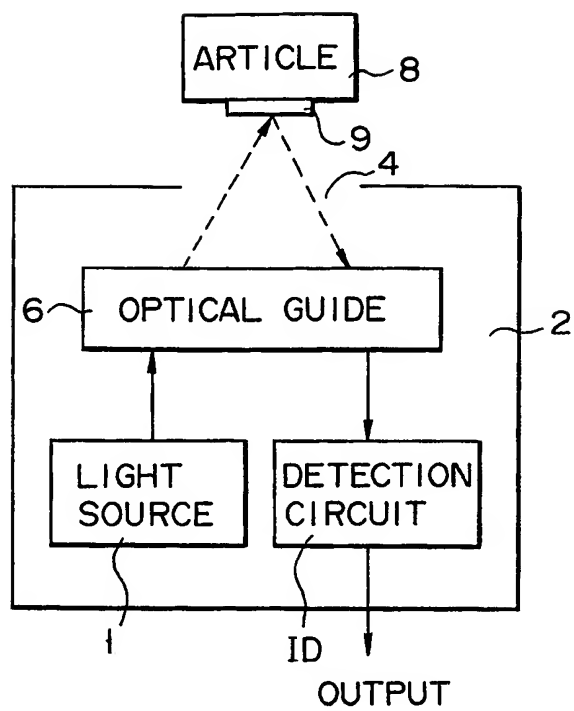 ARTICLE
8
9
4
6
OPTICAL GUIDE
2
LIGHT
SOURCE
DETECTION
CIRCUIT
1
ID
OUTPUT